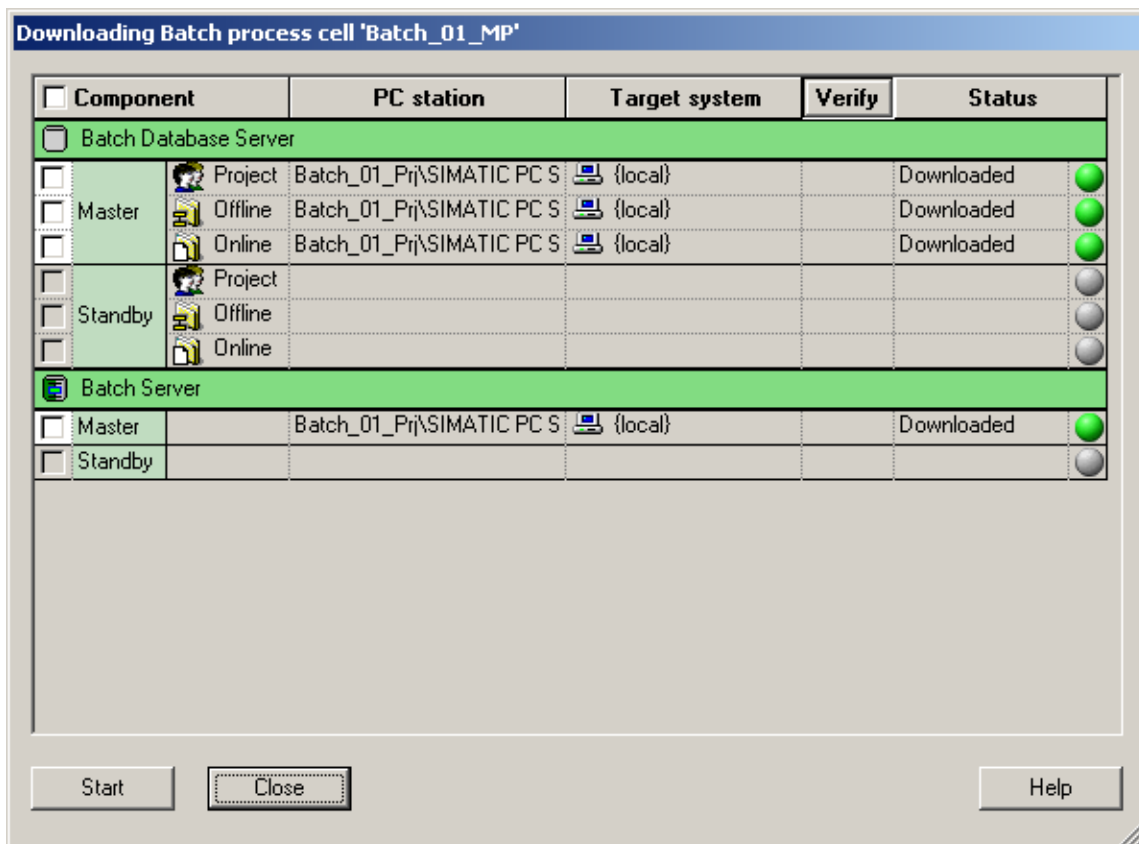 Downloading Batch process cell 'Batch_01_MP'
Component PC station Target system Verify Status
Batch Database Server
Project Batch_01_Prj\SIMATIC PC S {local} Downloaded
Master Offline Batch_01_Prj\SIMATIC PC S {local} Downloaded
Online Batch_01_Prj\SIMATIC PC S {local} Downloaded
Project
Standby Offline
Online
Batch Server
Master Batch_01_Prj\SIMATIC PC S {local} Downloaded
Standby
Start Close Help